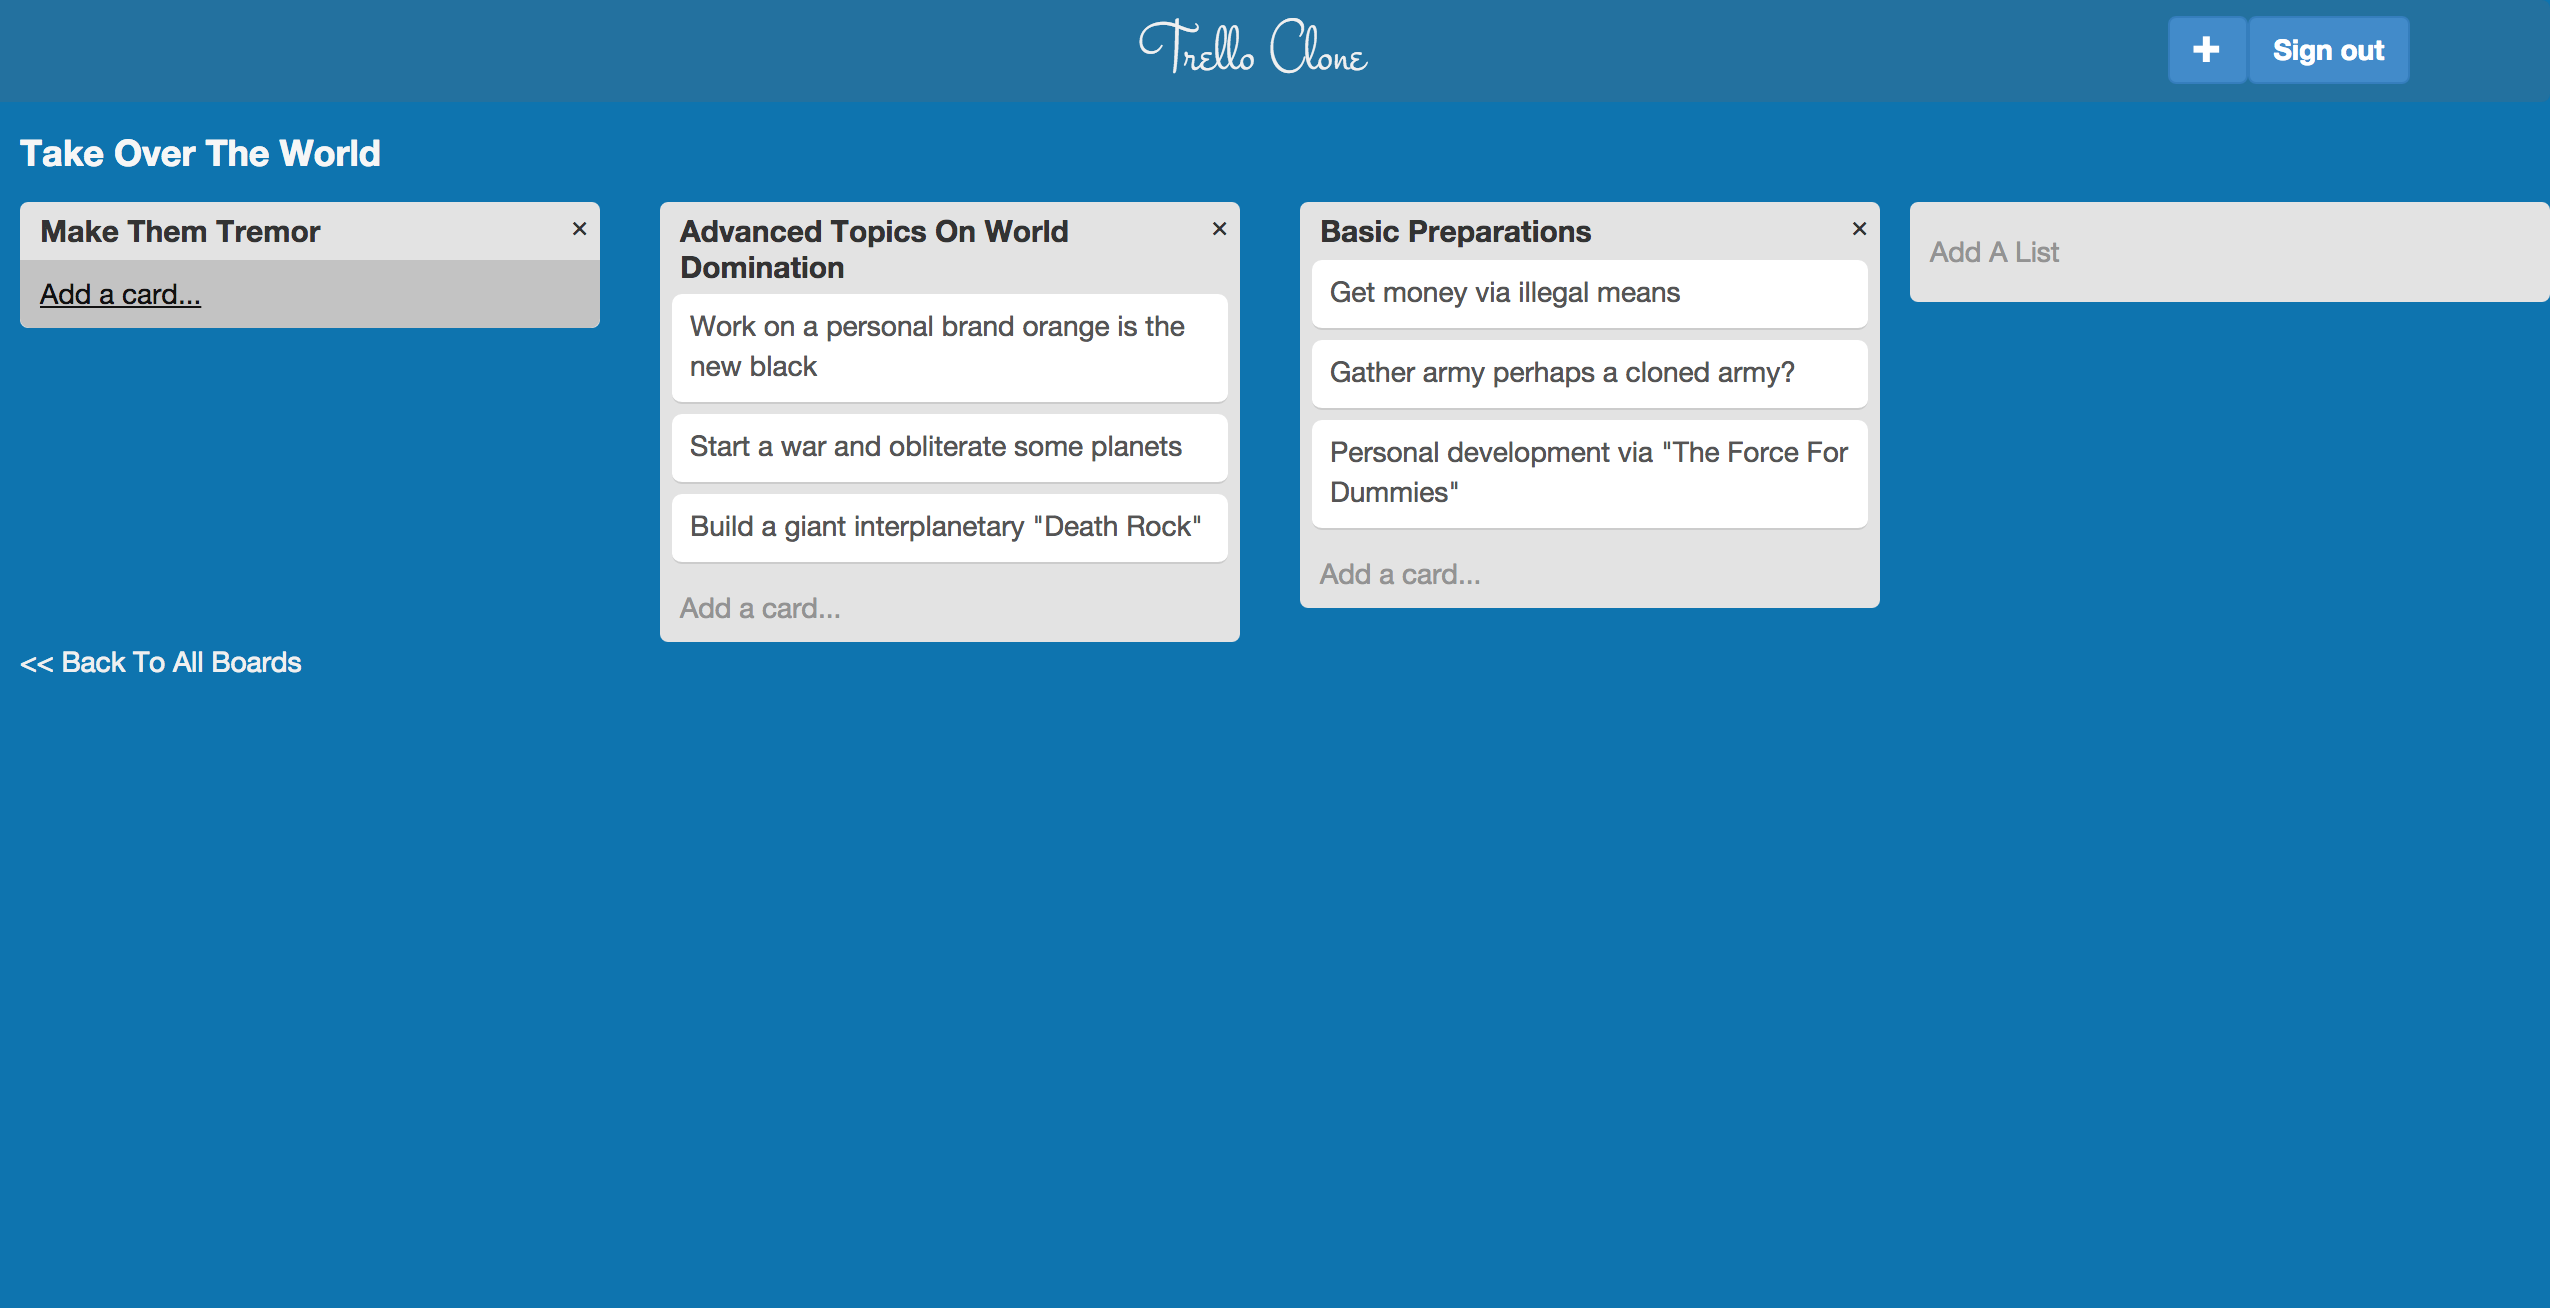 Trello Clone
+ Sign out
Take Over The World
Make Them Tremor ×
Add a card...
Advanced Topics On World ×
Domination
Work on a personal brand orange is the
new black
Start a war and obliterate some planets
Build a giant interplanetary "Death Rock"
Add a card...
Basic Preparations ×
Get money via illegal means
Gather army perhaps a cloned army?
Personal development via "The Force For
Dummies"
Add a card...
Add A List
<< Back To All Boards